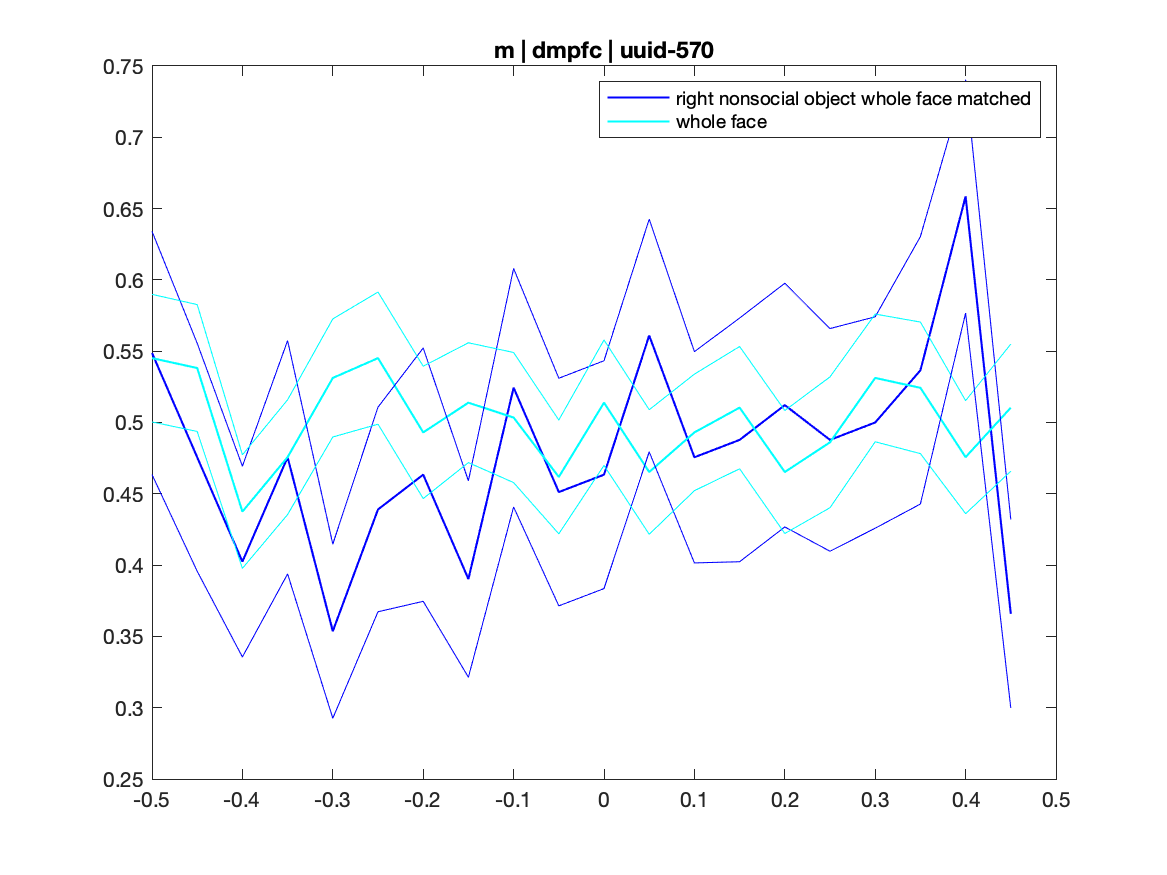 m | dmpfc | uuid-570
right nonsocial object whole face matched
whole face
0.75
0.7
0.65
0.6
0.55
0.5
0.45
0.4
0.35
0.3
0.25
-0.5 -0.4 -0.3 -0.2 -0.1 0 0.1 0.2 0.3 0.4 0.5